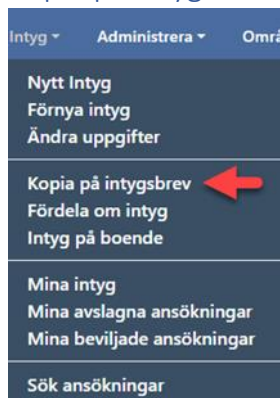 Intyg Administrera Områ
Nytt Intyg
Förnya intyg
Ändra uppgifter
Kopia på intygsbrev
Fördela om intyg
Intyg på boende
Mina intyg
Mina avslagna ansökningar
Mina beviljade ansökningar
Sök ansökningar